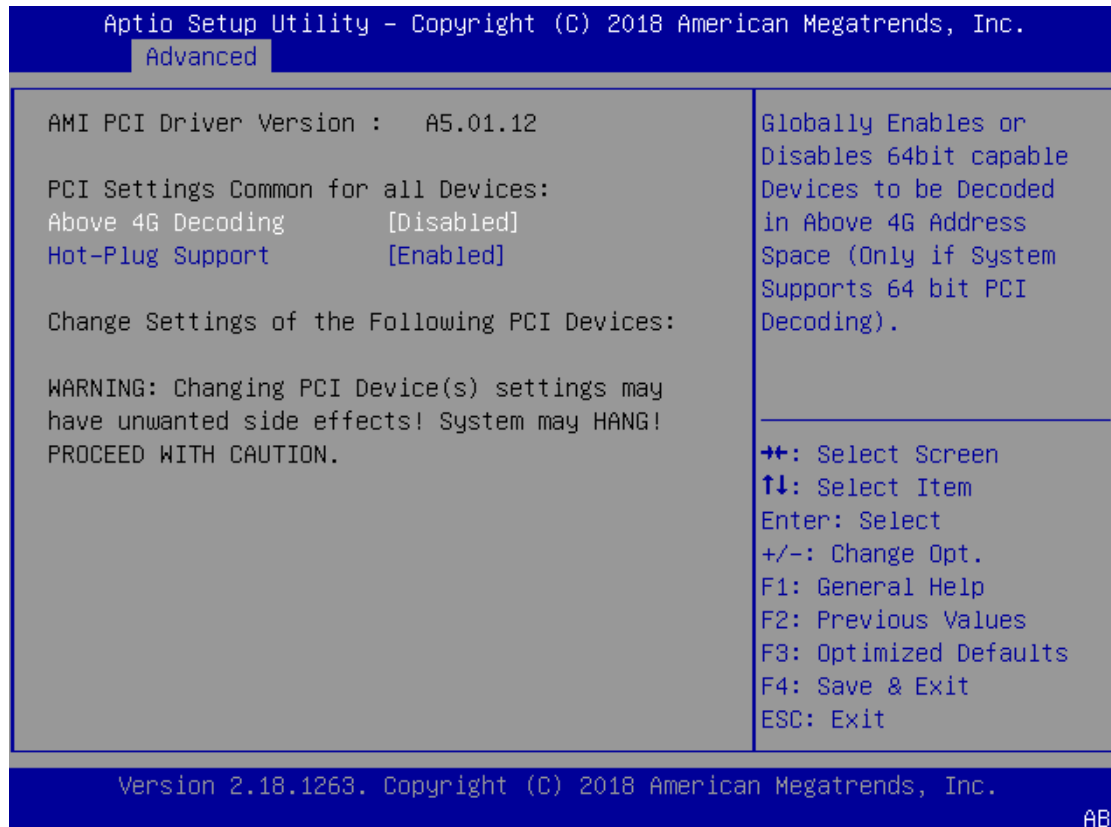 Aptio Setup Utility – Copyright (C) 2018 American Megatrends, Inc.
Advanced
AMI PCI Driver Version : A5.01.12
PCI Settings Common for all Devices:
Above 4G Decoding [Disabled]
Hot-Plug Support [Enabled]
Change Settings of the Following PCI Devices:
WARNING: Changing PCI Device(s) settings may
have unwanted side effects! System may HANG!
PROCEED WITH CAUTION.
Globally Enables or
Disables 64bit capable
Devices to be Decoded
in Above 4G Address
Space (Only if System
Supports 64 bit PCI
Decoding).
→←: Select Screen
↑↓: Select Item
Enter: Select
+/-: Change Opt.
F1: General Help
F2: Previous Values
F3: Optimized Defaults
F4: Save & Exit
ESC: Exit
Version 2.18.1263. Copyright (C) 2018 American Megatrends, Inc.
AB